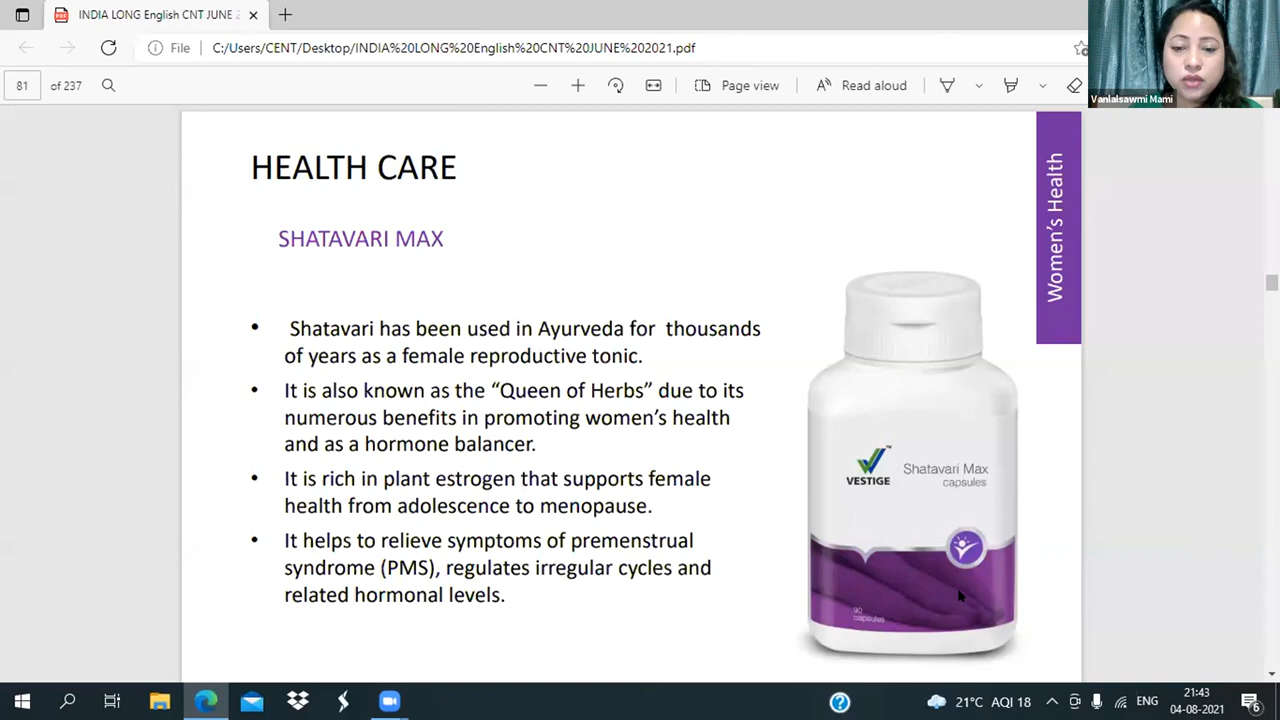 INDIA LONG English CNT JUNE 2
File
C:/Users/CENT/Desktop/INDIA%20LONG%20English%20CNT%20JUNE%202021.pdf
81
of 237
Page view
Read aloud
Vanlalsawmi Mami
HEALTH CARE
Women's Health
SHATAVARI MAX
• Shatavari has been used in Ayurveda for thousands
of years as a female reproductive tonic.
• It is also known as the “Queen of Herbs” due to its
numerous benefits in promoting women’s health
and as a hormone balancer.
• It is rich in plant estrogen that supports female
health from adolescence to menopause.
• It helps to relieve symptoms of premenstrual
syndrome (PMS), regulates irregular cycles and
related hormonal levels.
VESTIGE
Shatavari Max
capsules
90
capsules
21°C AQI 18
ENG
21:43
04-08-2021
6